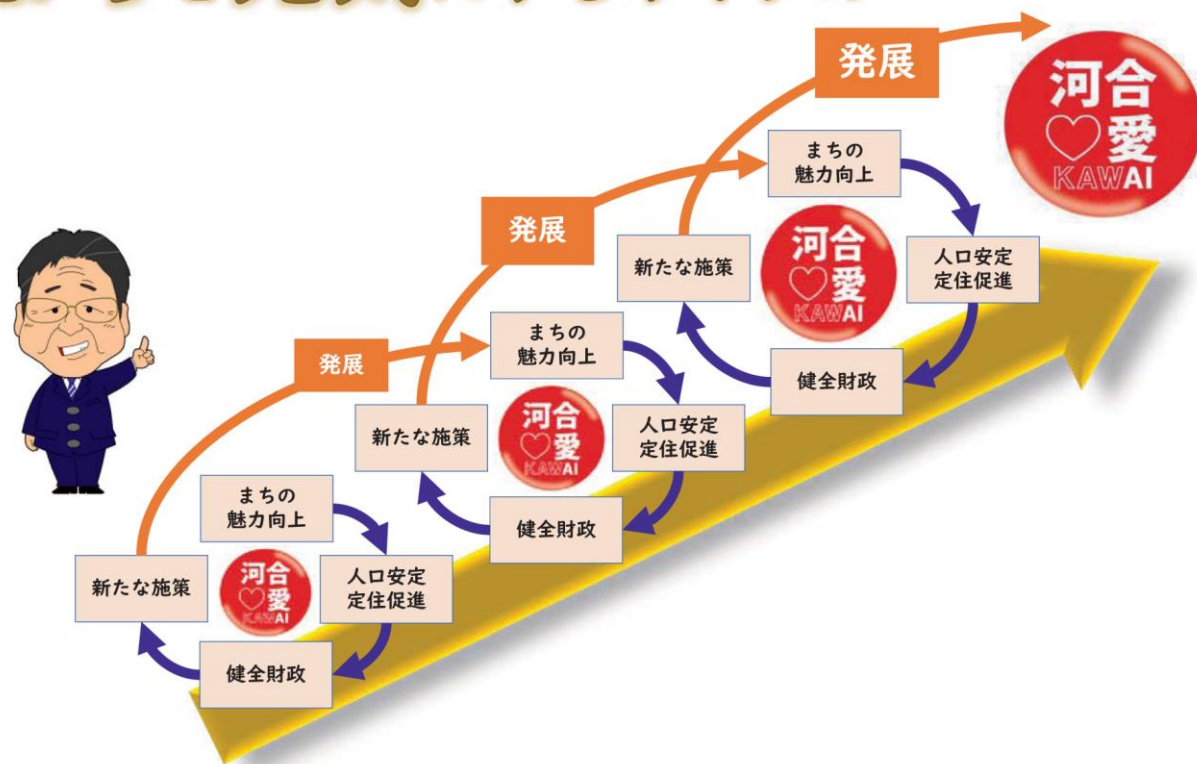 発展
河合
♡愛
KAWAI
まちの
魅力向上
発展
新たな施策
河合
♡愛
KAWAI
人口安定
定住促進
健全財政
まちの
魅力向上
発展
新たな施策
河合
♡愛
KAWAI
人口安定
定住促進
健全財政
まちの
魅力向上
新たな施策
河合
♡愛
KAWAI
人口安定
定住促進
健全財政